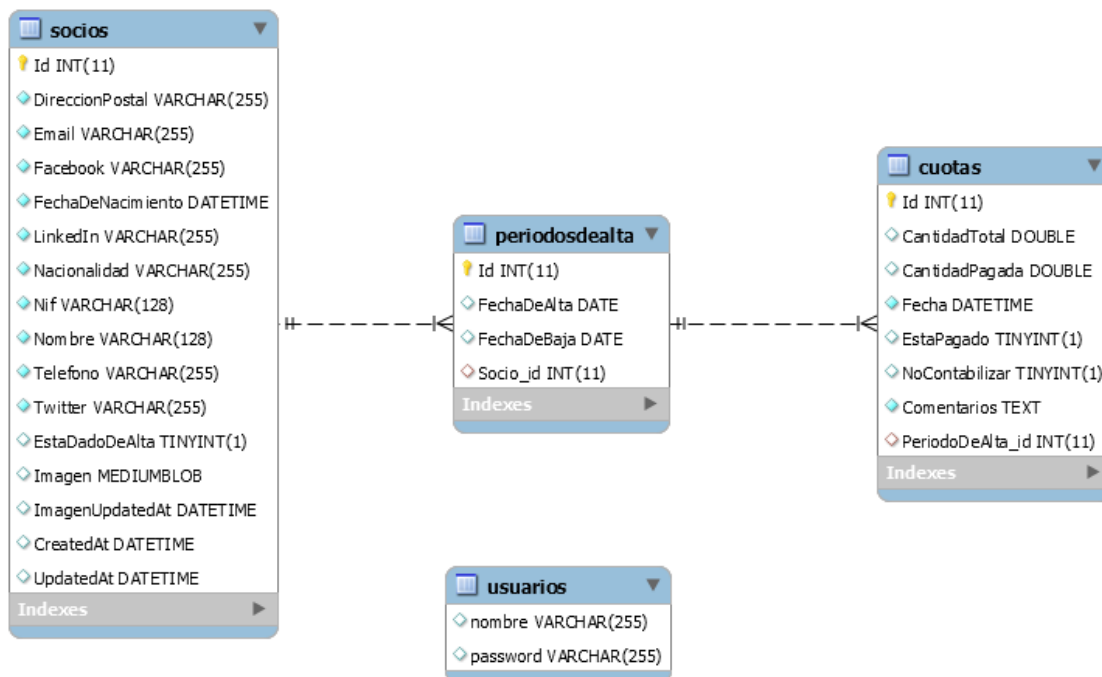 socios
Id INT(11)
DireccionPostal VARCHAR(255)
Email VARCHAR(255)
Facebook VARCHAR(255)
FechaDeNacimiento DATETIME
LinkedIn VARCHAR(255)
Nacionalidad VARCHAR(255)
Nif VARCHAR(128)
Nombre VARCHAR(128)
Telefono VARCHAR(255)
Twitter VARCHAR(255)
EstaDadoDeAlta TINYINT(1)
Imagen MEDIUMBLOB
ImagenUpdatedAt DATETIME
CreatedAt DATETIME
UpdatedAt DATETIME
Indexes
periodosdealta
Id INT(11)
FechaDeAlta DATE
FechaDeBaja DATE
Socio_id INT(11)
Indexes
cuotas
Id INT(11)
CantidadTotal DOUBLE
CantidadPagada DOUBLE
Fecha DATETIME
EstaPagado TINYINT(1)
NoContabilizar TINYINT(1)
Comentarios TEXT
PeriodoDeAlta_id INT(11)
Indexes
usuarios
nombre VARCHAR(255)
password VARCHAR(255)